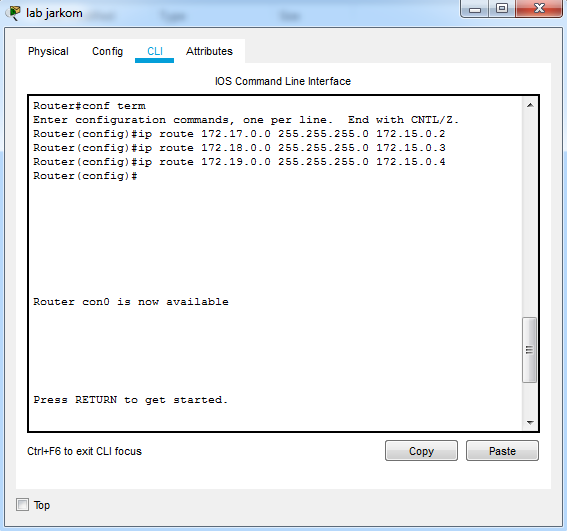 lab jarkom
Physical Config CLI Attributes
IOS Command Line Interface
Router#conf term
Enter configuration commands, one per line.  End with CNTL/Z.
Router(config)#ip route 172.17.0.0 255.255.255.0 172.15.0.2
Router(config)#ip route 172.18.0.0 255.255.255.0 172.15.0.3
Router(config)#ip route 172.19.0.0 255.255.255.0 172.15.0.4
Router(config)#
Router con0 is now available
Press RETURN to get started.
Ctrl+F6 to exit CLI focus
Copy Paste
Top